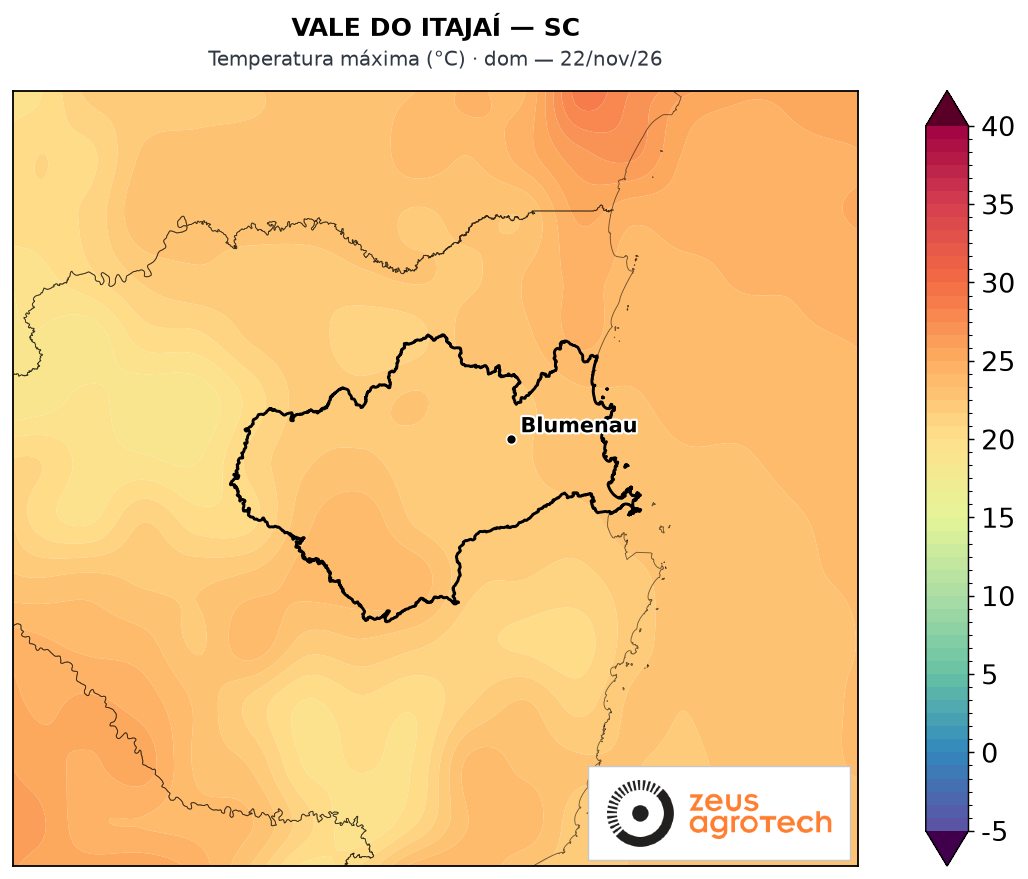 VALE DO ITAJAÍ — SC
Temperatura máxima (°C) · dom — 22/nov/26
40
35
30
25
20
15
10
5
0
-5
Blumenau
zeus
agrotech